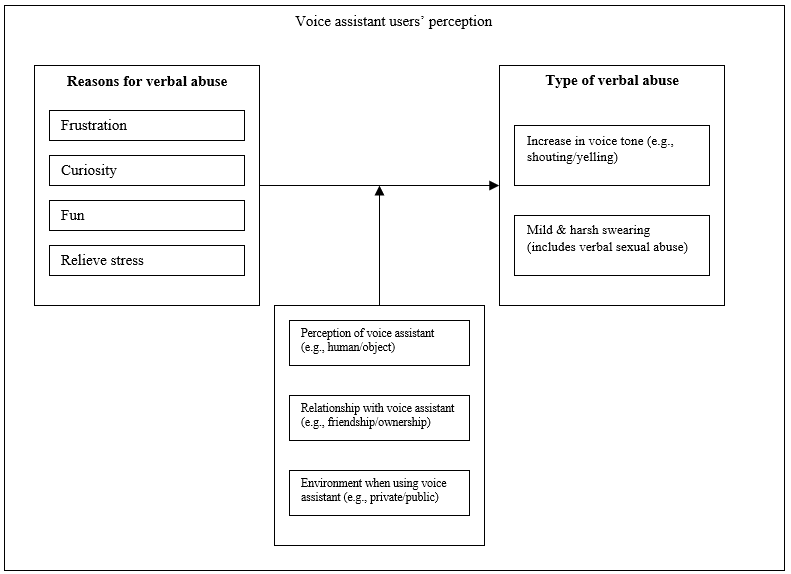 Voice assistant users’ perception
Reasons for verbal abuse
Frustration
Curiosity
Fun
Relieve stress
Type of verbal abuse
Increase in voice tone (e.g.,
shouting/yelling)
Mild & harsh swearing
(includes verbal sexual abuse)
Perception of voice assistant
(e.g., human/object)
Relationship with voice assistant
(e.g., friendship/ownership)
Environment when using voice
assistant (e.g., private/public)